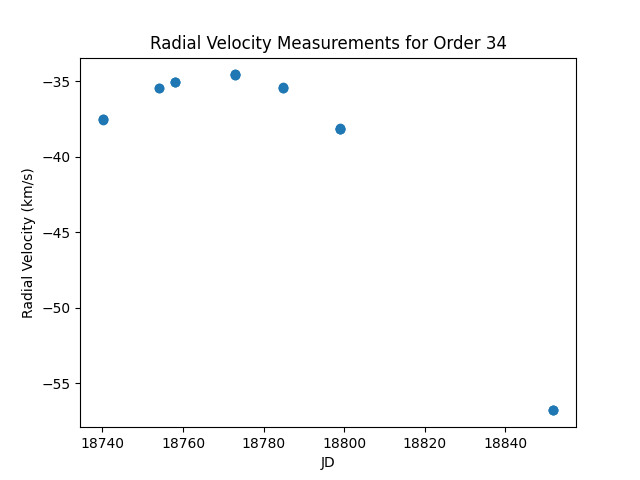 Radial Velocity Measurements for Order 34
−35
−40
−45
−50
−55
Radial Velocity (km/s)
18740 18760 18780 18800 18820 18840
JD